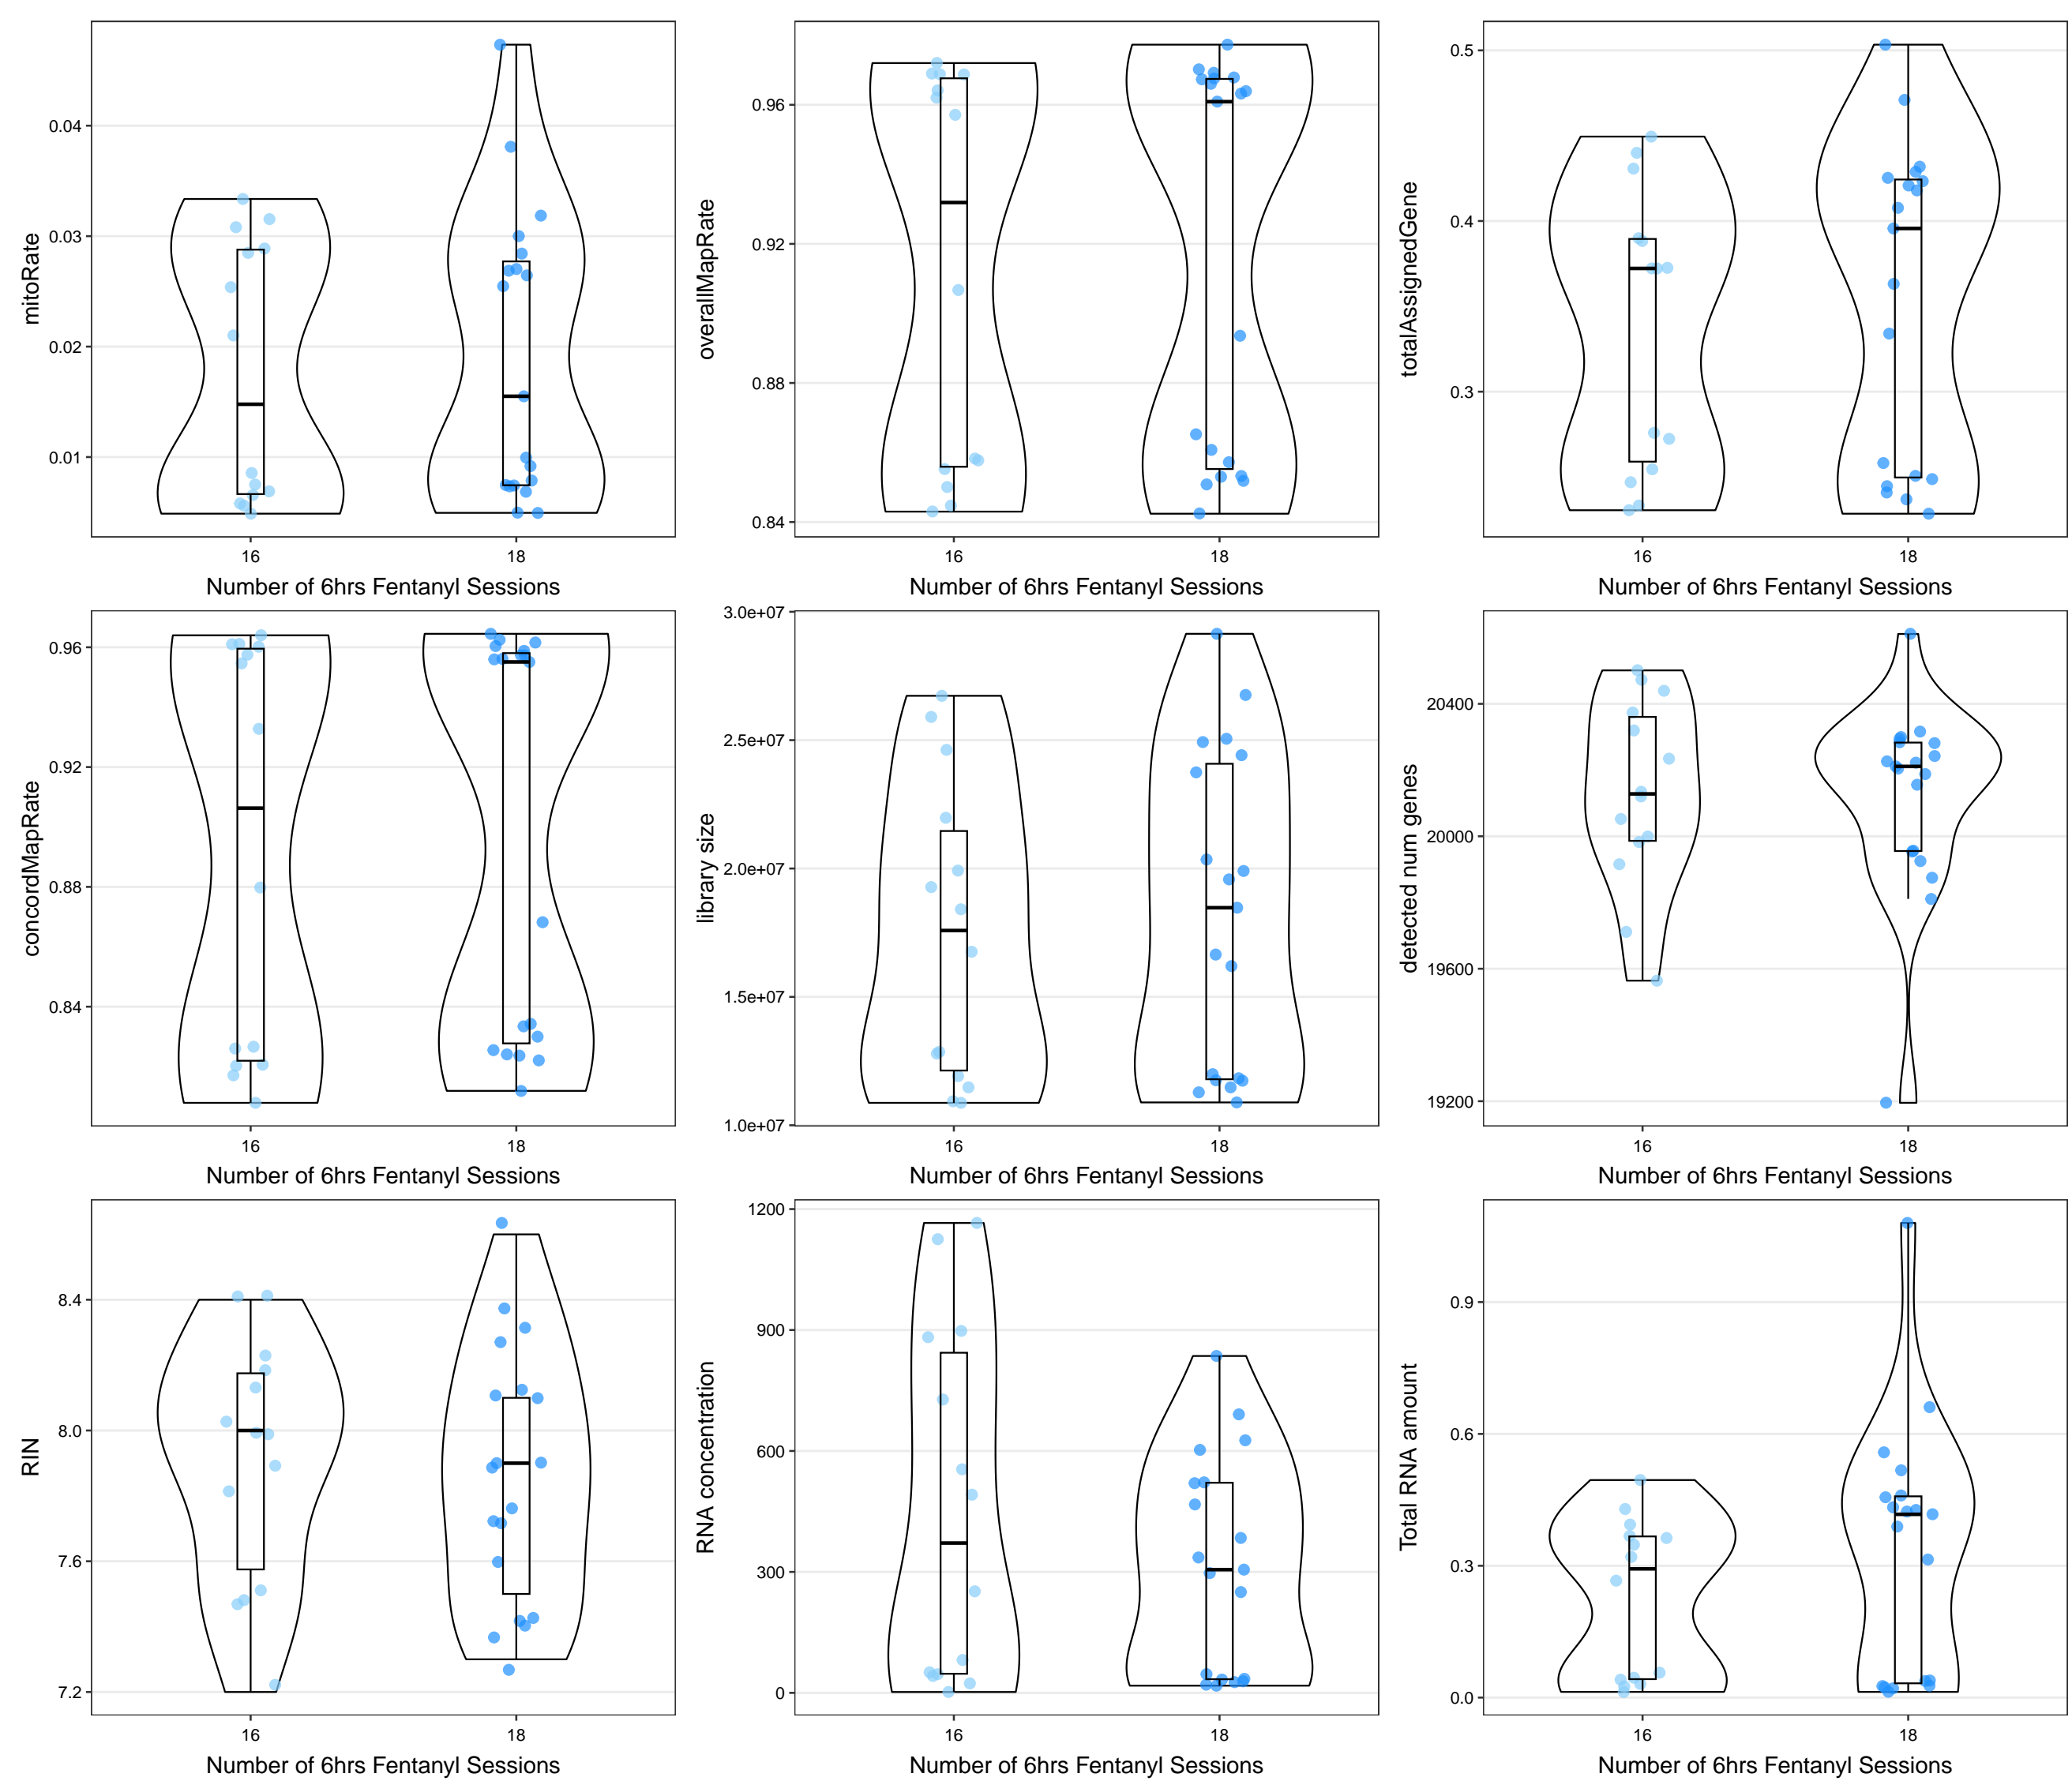 mitoRate
0.04
0.03
0.02
0.01
16
18
Number of 6hrs Fentanyl Sessions
overallMapRate
0.96
0.92
0.88
0.84
16
18
Number of 6hrs Fentanyl Sessions
totalAssignedGene
0.5
0.4
0.3
16
18
Number of 6hrs Fentanyl Sessions
concordMapRate
0.96
0.92
0.88
0.84
16
18
Number of 6hrs Fentanyl Sessions
library size
3.0e+07
2.5e+07
2.0e+07
1.5e+07
1.0e+07
16
18
Number of 6hrs Fentanyl Sessions
detected num genes
20400
20000
19600
19200
16
18
Number of 6hrs Fentanyl Sessions
RIN
8.4
8.0
7.6
7.2
16
18
Number of 6hrs Fentanyl Sessions
RNA concentration
1200
900
600
300
0
16
18
Number of 6hrs Fentanyl Sessions
Total RNA amount
0.9
0.6
0.3
0.0
16
18
Number of 6hrs Fentanyl Sessions